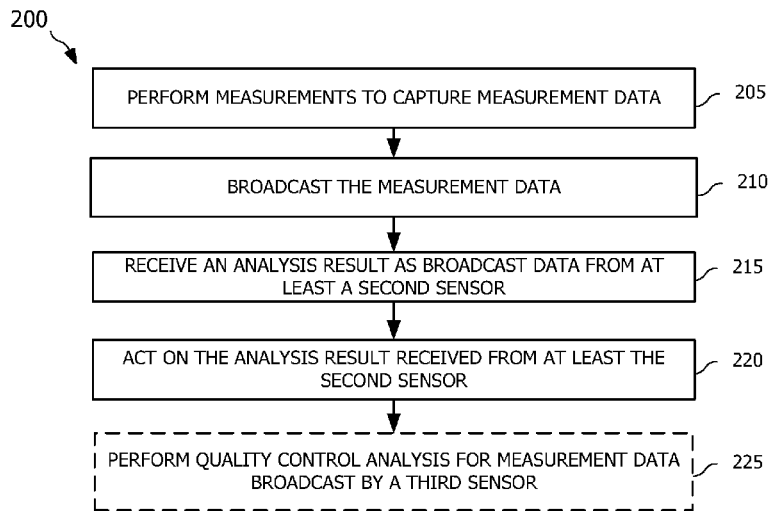 200
PERFORM MEASUREMENTS TO CAPTURE MEASUREMENT DATA
205
BROADCAST THE MEASUREMENT DATA
210
RECEIVE AN ANALYSIS RESULT AS BROADCAST DATA FROM AT
LEAST A SECOND SENSOR
215
ACT ON THE ANALYSIS RESULT RECEIVED FROM AT LEAST THE
SECOND SENSOR
220
PERFORM QUALITY CONTROL ANALYSIS FOR MEASUREMENT DATA
BROADCAST BY A THIRD SENSOR
225